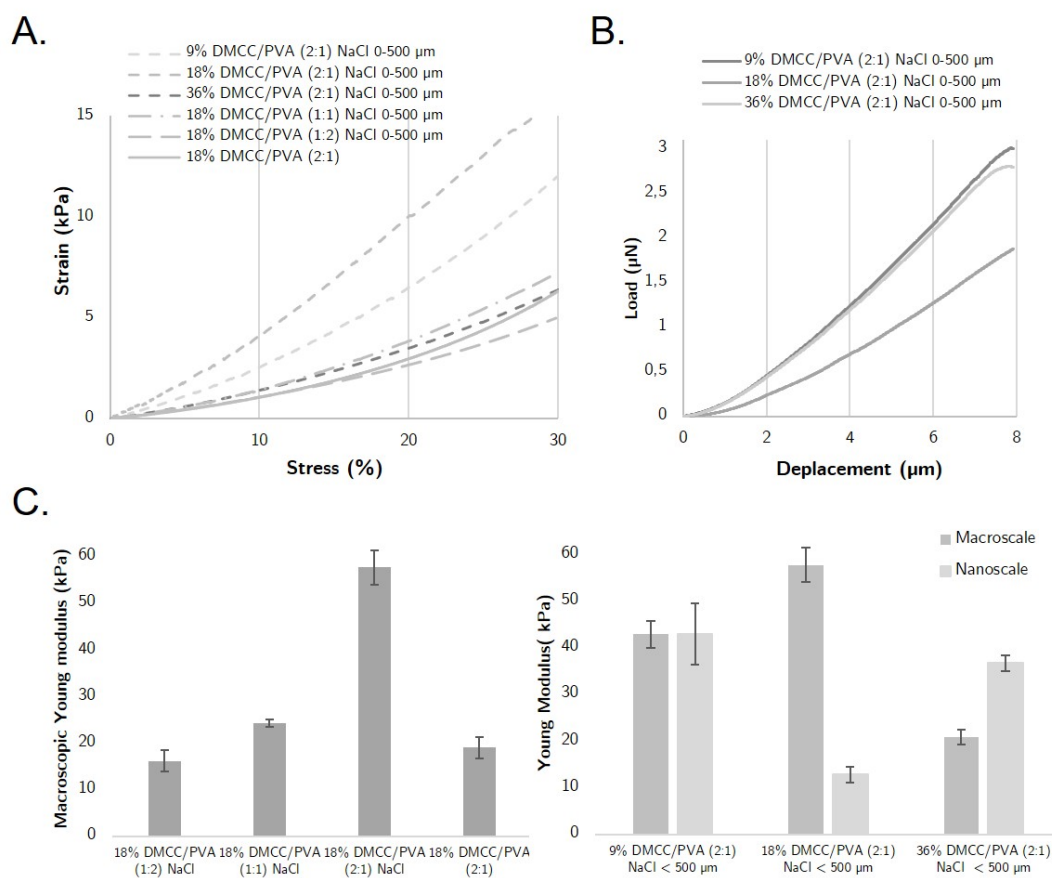 A.
9% DMCC/PVA (2:1) NaCl 0-500 µm
18% DMCC/PVA (2:1) NaCl 0-500 µm
36% DMCC/PVA (2:1) NaCl 0-500 µm
18% DMCC/PVA (1:1) NaCl 0-500 µm
18% DMCC/PVA (1:2) NaCl 0-500 µm
18% DMCC/PVA (2:1)
15
10
5
0
Strain (kPa)
0 10 20 30
Stress (%)
B.
9% DMCC/PVA (2:1) NaCl 0-500 µm
18% DMCC/PVA (2:1) NaCl 0-500 µm
36% DMCC/PVA (2:1) NaCl 0-500 µm
3
2,5
2
1,5
1
0,5
0
Load (µN)
0 2 4 6 8
Deplacement (µm)
C.
Macroscopic Young modulus (kPa)
60
50
40
30
20
10
0
18% DMCC/PVA 18% DMCC/PVA 18% DMCC/PVA 18% DMCC/PVA
(1:2) NaCl (1:1) NaCl (2:1) NaCl (2:1)
Young Modulus( kPa)
60
50
40
30
20
10
0
Macroscale
Nanoscale
9% DMCC/PVA (2:1) 18% DMCC/PVA (2:1) 36% DMCC/PVA (2:1)
NaCl < 500 µm NaCl < 500 µm NaCl < 500 µm